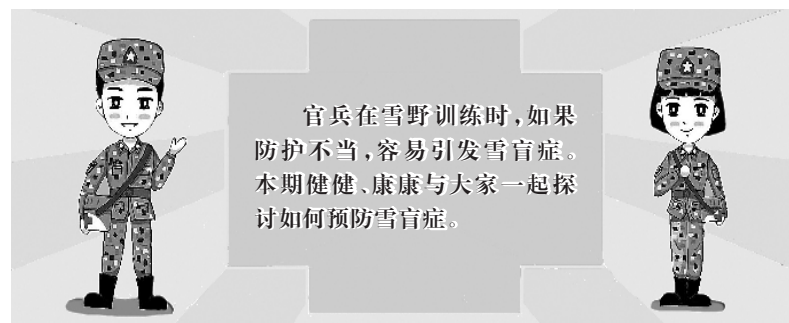 官兵在雪野训练时,如果
防护不当,容易引发雪盲症。
本期健健、康康与大家一起探
讨如何预防雪盲症。